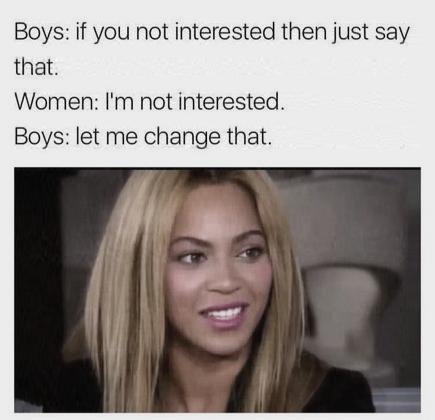 Boys: if you not interested then just say
that.
Women: I'm not interested.
Boys: let me change that.